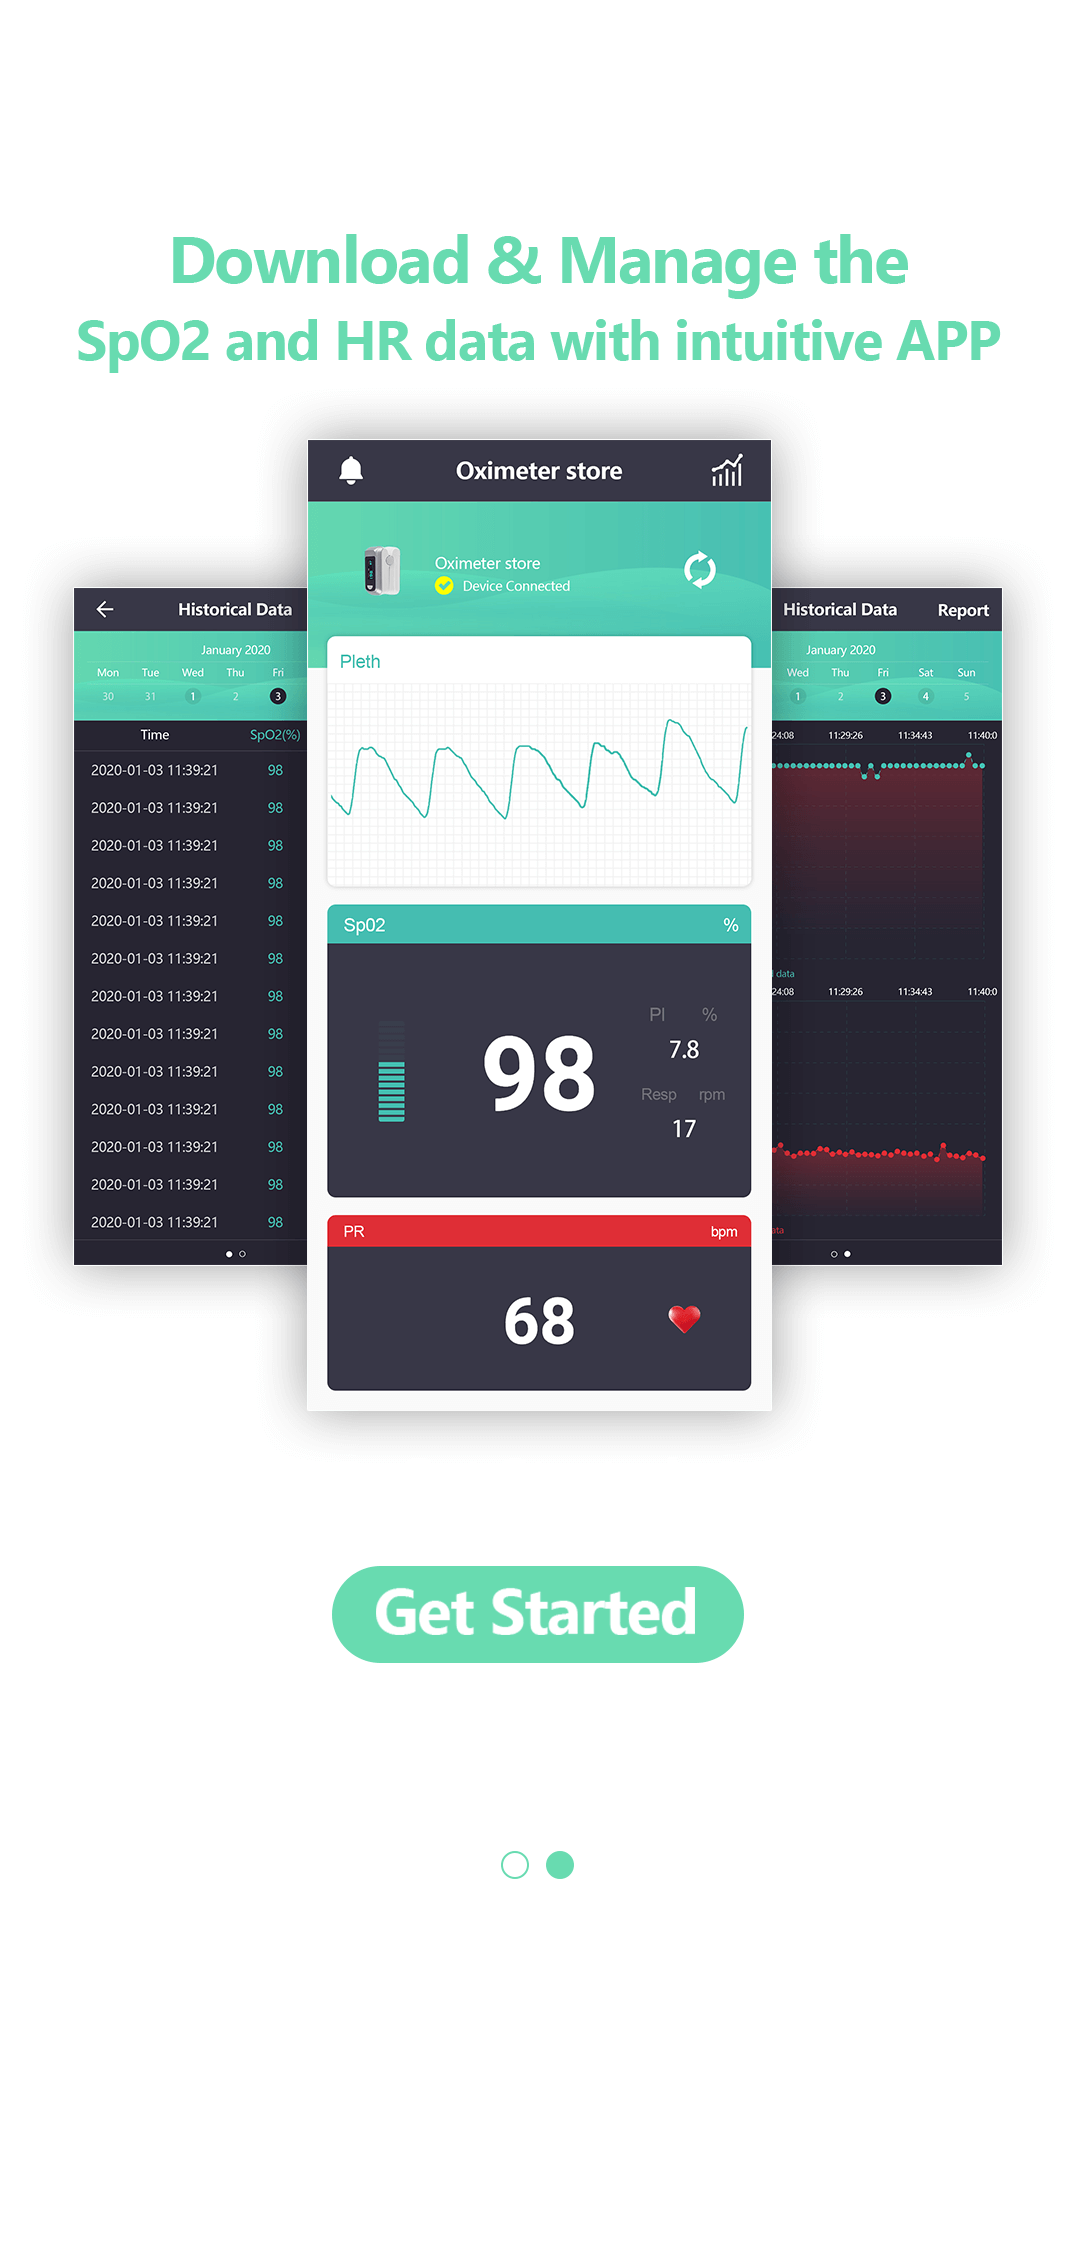 Download & Manage the
SpO2 and HR data with intuitive APP
Oximeter store
Oximeter store
Device Connected
Pleth
Sp02 %
98
PI %
7.8
Resp rpm
17
PR bpm
68
Historical Data
January 2020
Mon Tue Wed Thu Fri
30 31 1 2 3
Time SpO2(%)
2020-01-03 11:39:21 98
2020-01-03 11:39:21 98
2020-01-03 11:39:21 98
2020-01-03 11:39:21 98
2020-01-03 11:39:21 98
2020-01-03 11:39:21 98
2020-01-03 11:39:21 98
2020-01-03 11:39:21 98
2020-01-03 11:39:21 98
2020-01-03 11:39:21 98
2020-01-03 11:39:21 98
2020-01-03 11:39:21 98
2020-01-03 11:39:21 98
Historical Data Report
January 2020
Wed Thu Fri Sat Sun
1 2 3 4 5
24:08 11:29:26 11:34:43 11:40:0
data
24:08 11:29:26 11:34:43 11:40:0
ata
Get Started